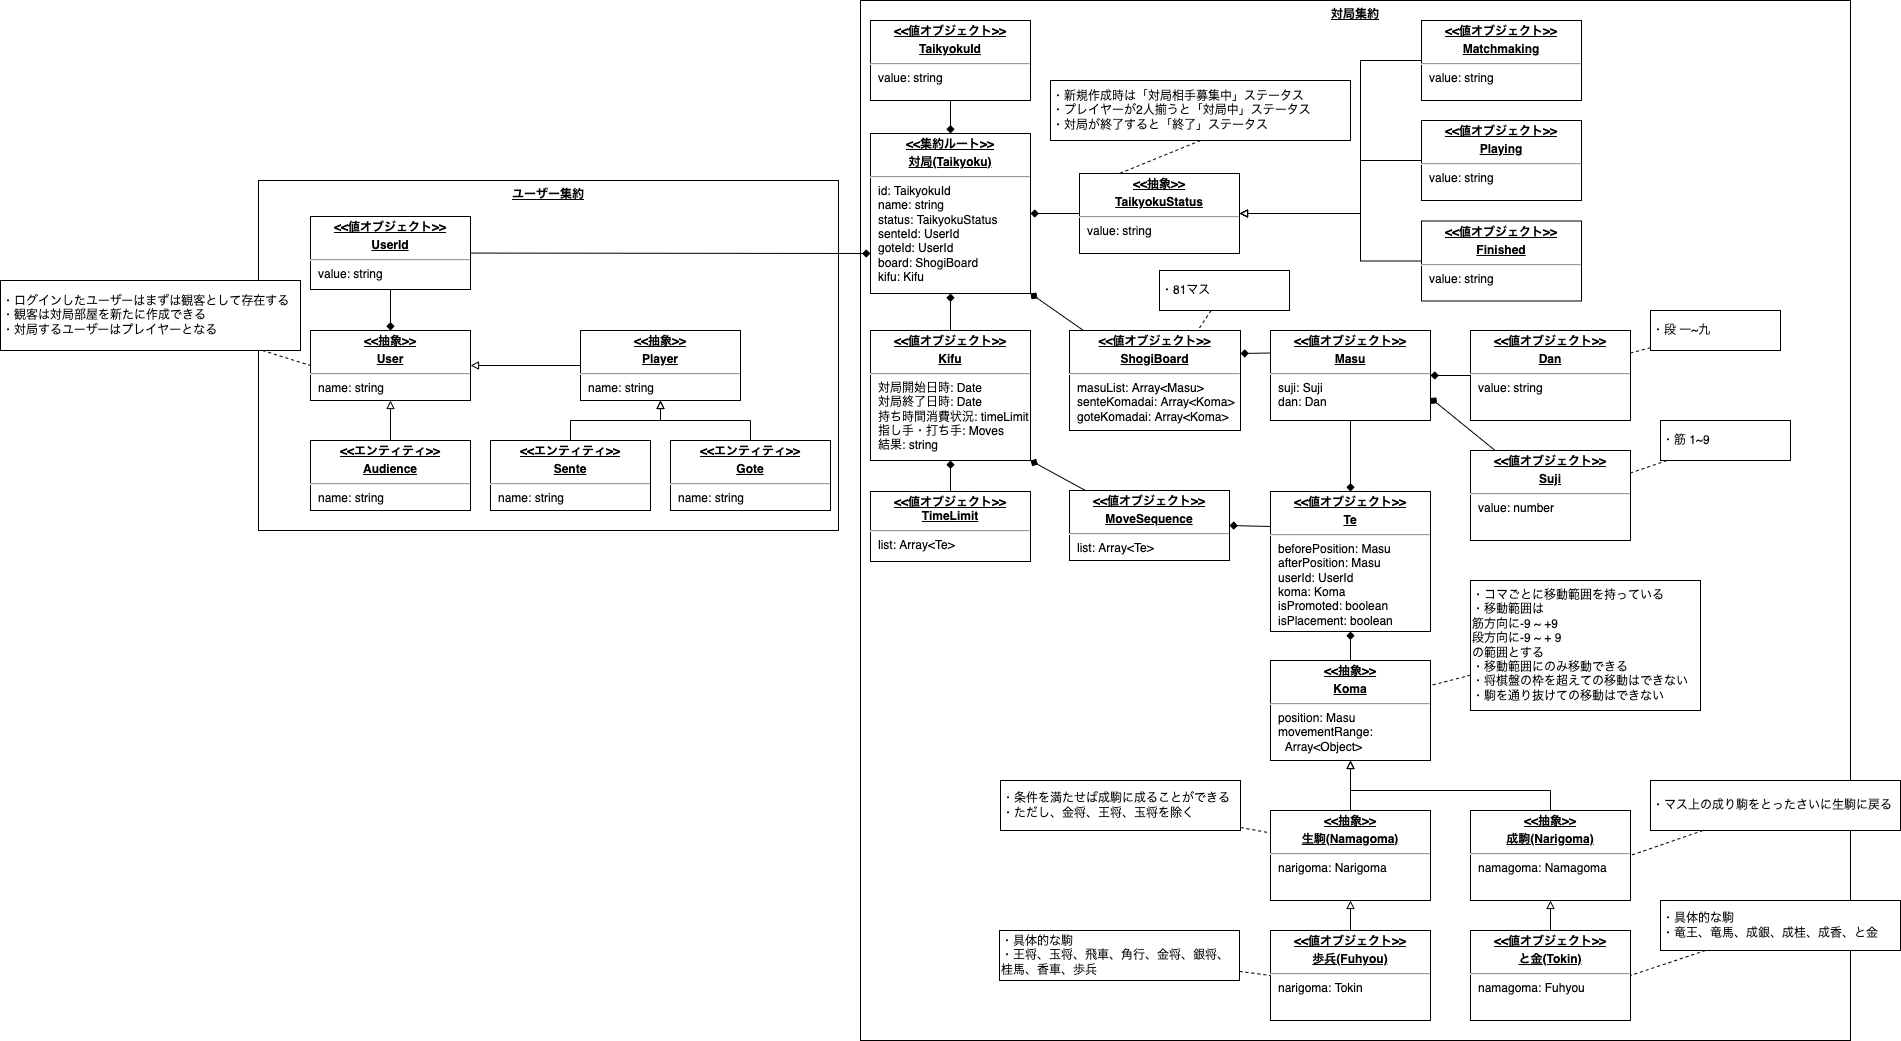 対局集約
<<値オブジェクト>>
TaikyokuId
value: string
<<値オブジェクト>>
Matchmaking
value: string
・新規作成時は「対局相手募集中」ステータス
・プレイヤーが2人揃うと「対局中」ステータス
・対局が終了すると「終了」ステータス
<<値オブジェクト>>
Playing
value: string
<<集約ルート>>
対局(Taikyoku)
id: TaikyokuId
name: string
status: TaikyokuStatus
senteId: UserId
goteId: UserId
board: ShogiBoard
kifu: Kifu
<<抽象>>
TaikyokuStatus
value: string
<<値オブジェクト>>
Finished
value: string
ユーザー集約
<<値オブジェクト>>
UserId
value: string
・ログインしたユーザーはまずは観客として存在する
・観客は対局部屋を新たに作成できる
・対局するユーザーはプレイヤーとなる
<<抽象>>
User
name: string
<<抽象>>
Player
name: string
<<エンティティ>>
Audience
name: string
<<エンティティ>>
Sente
name: string
<<エンティティ>>
Gote
name: string
・81マス
<<値オブジェクト>>
Kifu
対局開始日時: Date
対局終了日時: Date
持ち時間消費状況: timeLimit
指し手・打ち手: Moves
結果: string
<<値オブジェクト>>
ShogiBoard
masuList: Array<Masu>
senteKomadai: Array<Koma>
goteKomadai: Array<Koma>
<<値オブジェクト>>
Masu
suji: Suji
dan: Dan
<<値オブジェクト>>
Dan
value: string
・段 一~九
・筋 1~9
<<値オブジェクト>>
Suji
value: number
<<値オブジェクト>>
TimeLimit
list: Array<Te>
<<値オブジェクト>>
MoveSequence
list: Array<Te>
<<値オブジェクト>>
Te
beforePosition: Masu
afterPosition: Masu
userId: UserId
koma: Koma
isPromoted: boolean
isPlacement: boolean
・コマごとに移動範囲を持っている
・移動範囲は
筋方向に-9 ~ +9
段方向に-9 ~ + 9
の範囲とする
・移動範囲にのみ移動できる
・将棋盤の枠を超えての移動はできない
・駒を通り抜けての移動はできない
<<抽象>>
Koma
position: Masu
movementRange:
Array<Object>
・条件を満たせば成駒に成ることができる
・ただし、金将、王将、玉将を除く
<<抽象>>
生駒(Namagoma)
narigoma: Narigoma
<<抽象>>
成駒(Narigoma)
namagoma: Namagoma
・マス上の成り駒をとったさいに生駒に戻る
・具体的な駒
・王将、玉将、飛車、角行、金将、銀将、
桂馬、香車、歩兵
<<値オブジェクト>>
歩兵(Fuhyou)
narigoma: Tokin
<<値オブジェクト>>
と金(Tokin)
namagoma: Fuhyou
・具体的な駒
・竜王、竜馬、成銀、成桂、成香、と金